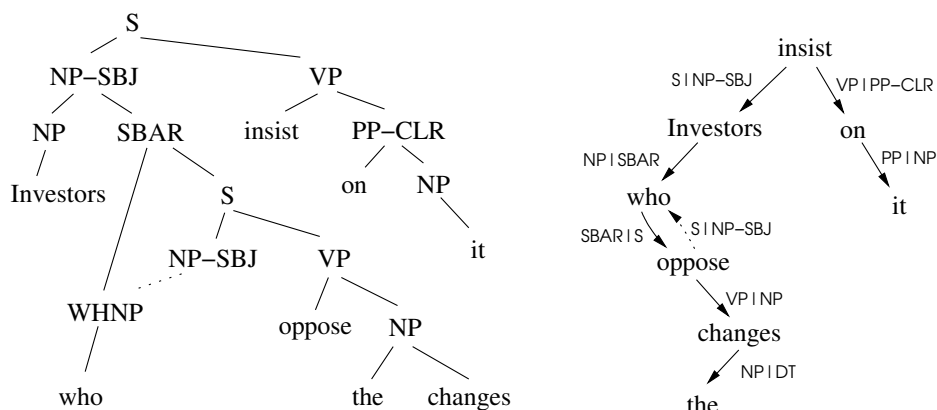 S
insist
NP–SBJ VP
S|NP–SBJ VP|PP–CLR
NP SBAR insist PP–CLR
Investors on
NP|SBAR PP|NP
Investors S on NP
who it
SBAR|S S|NP–SBJ
NP–SBJ VP it
oppose
VP|NP
WHNP oppose NP
changes
NP|DT
who the changes
the